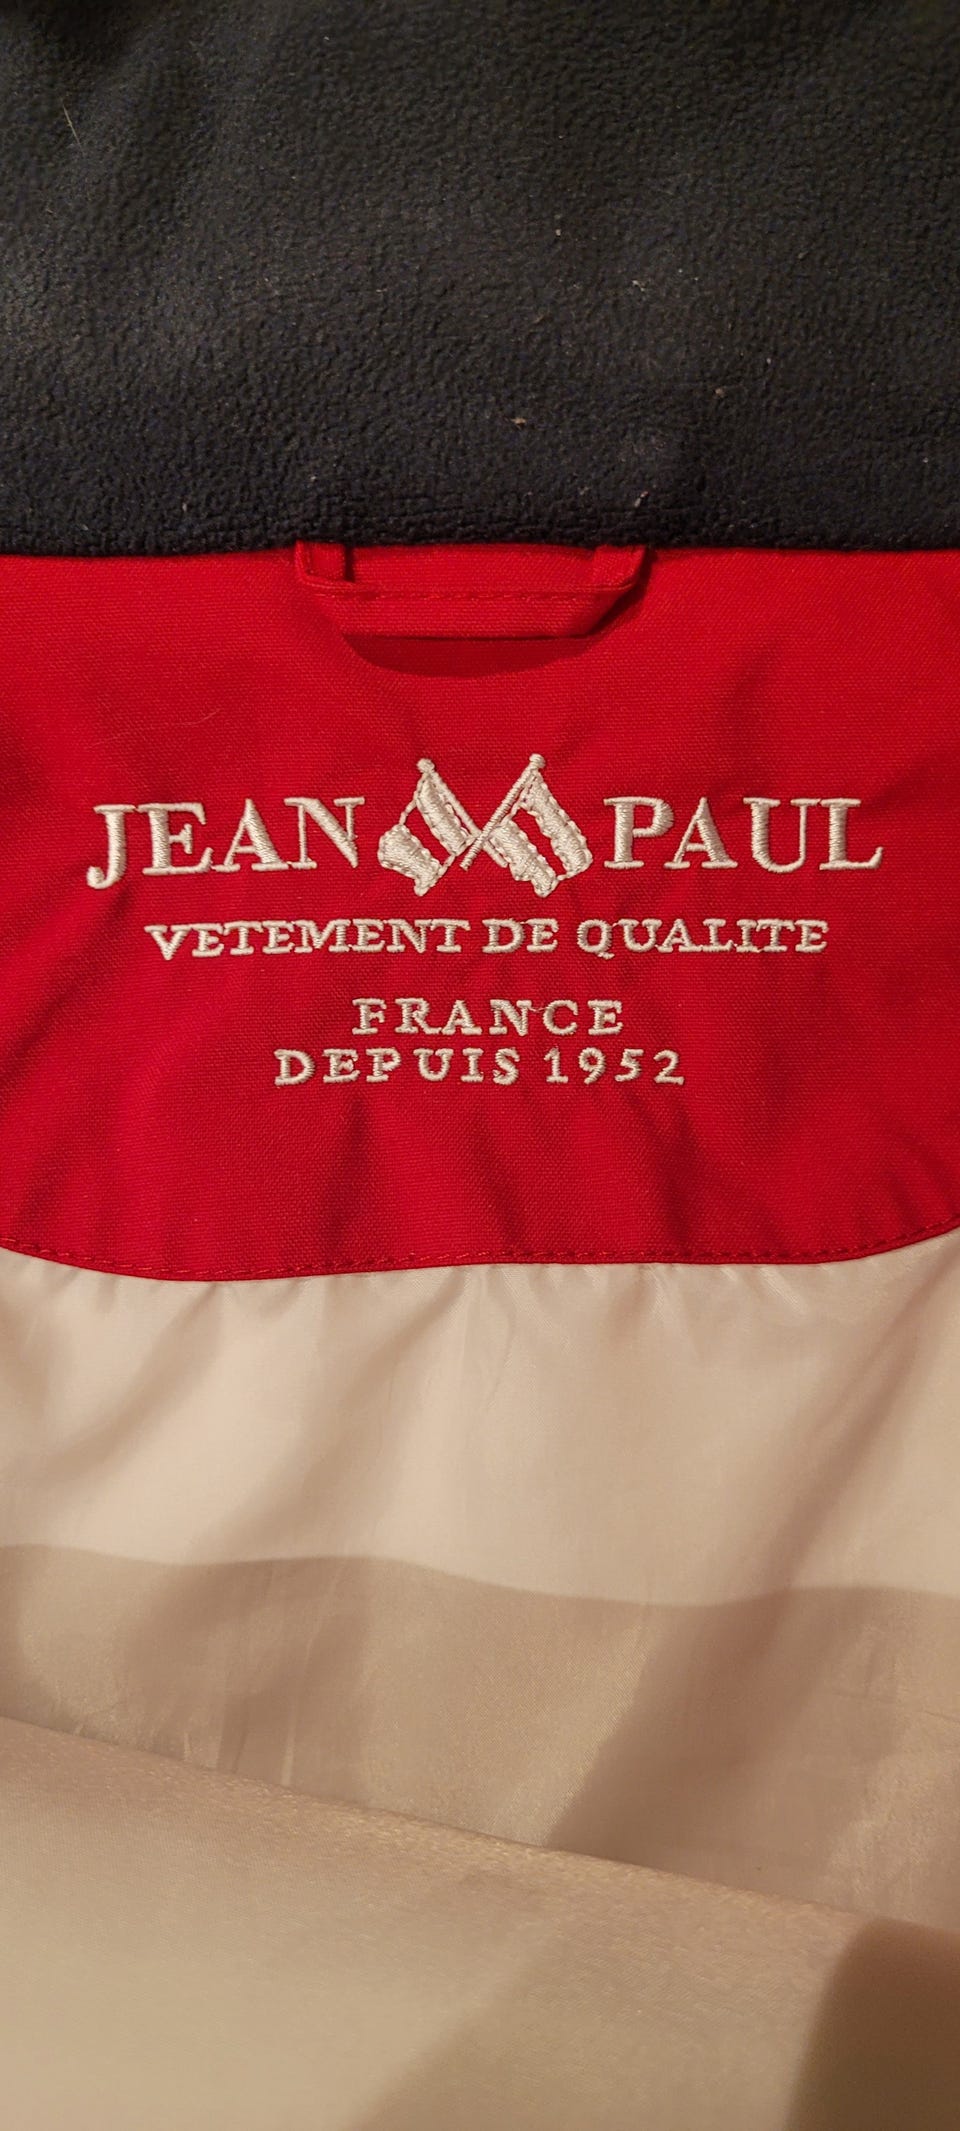 JEAN PAUL
VETEMENT DE QUALITE
FRANCE
DEPUIS 1952